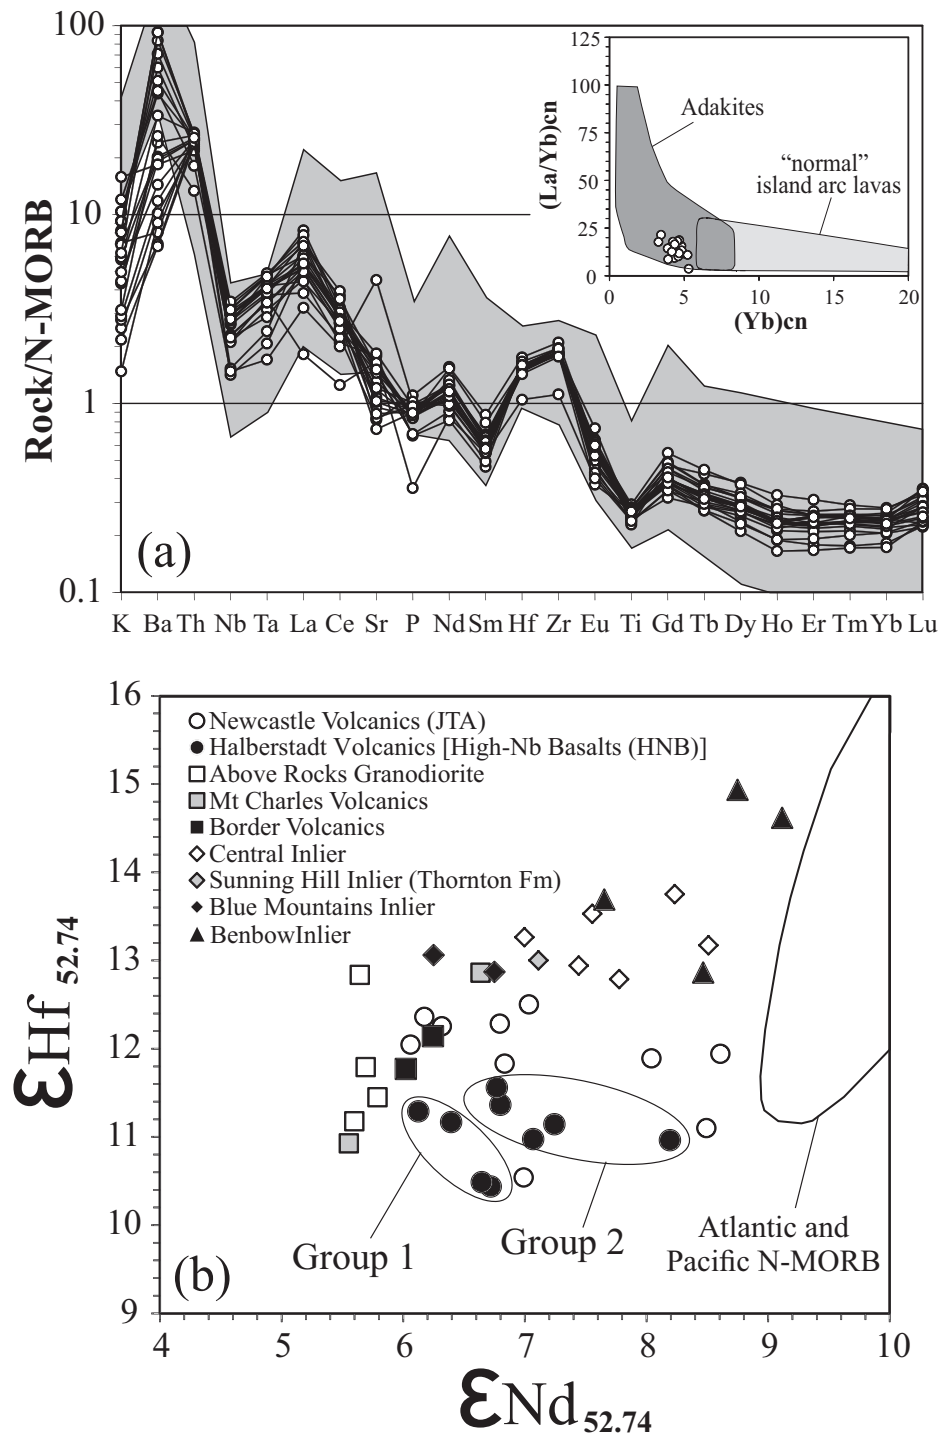 100
10
1
0.1
Rock/N-MORB
(a)
K Ba Th Nb Ta La Ce Sr P Nd Sm Hf Zr Eu Ti Gd Tb Dy Ho Er Tm Yb Lu
125
100
75
50
25
0
(La/Yb)cn
Adakites
“normal”
island arc lavas
0 5 10 15 20
(Yb)cn
16
15
14
13
12
11
10
9
εHf 52.74
Newcastle Volcanics (JTA)
Halberstadt Volcanics [High-Nb Basalts (HNB)]
Above Rocks Granodiorite
Mt Charles Volcanics
Border Volcanics
Central Inlier
Sunning Hill Inlier (Thornton Fm)
Blue Mountains Inlier
BenbowInlier
Group 1
Group 2
Atlantic and
Pacific N-MORB
(b)
4 5 6 7 8 9 10
εNd 52.74